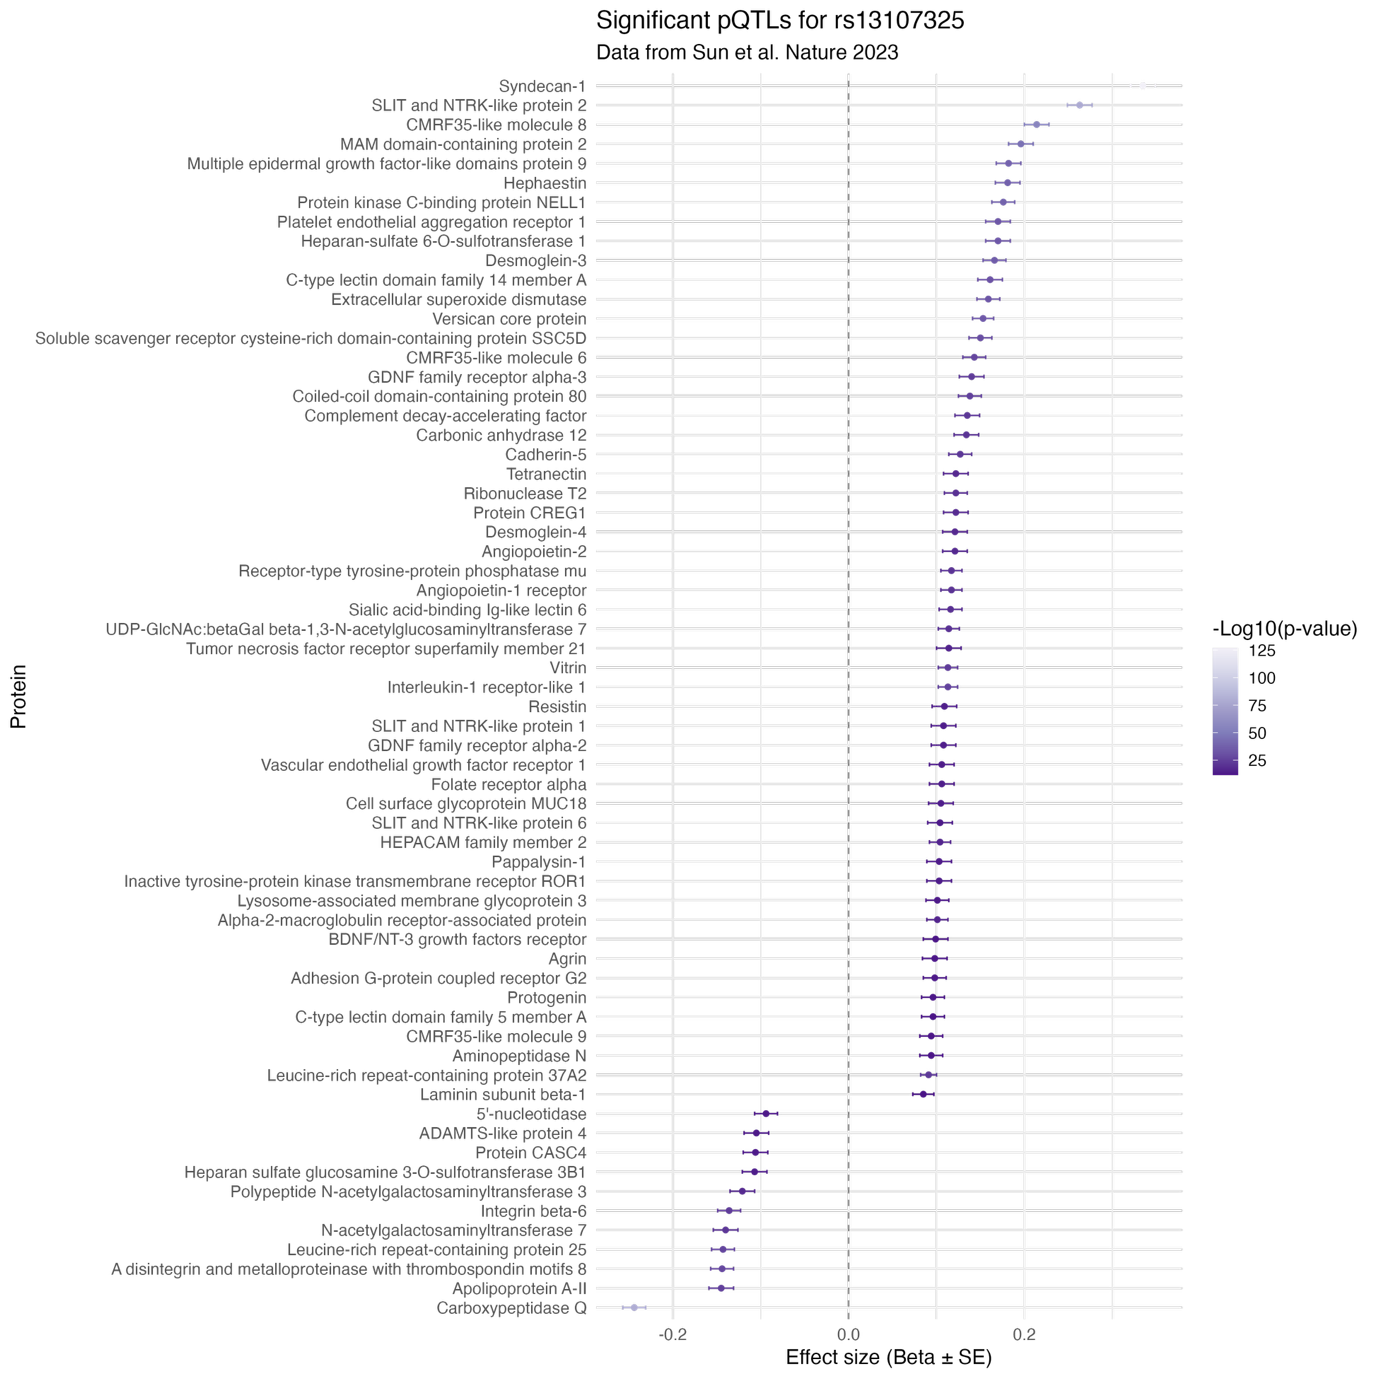 Significant pQTLs for rs13107325
Data from Sun et al. Nature 2023
Syndecan-1
SLIT and NTRK-like protein 2
CMRF35-like molecule 8
MAM domain-containing protein 2
Multiple epidermal growth factor-like domains protein 9
Hephaestin
Protein kinase C-binding protein NELL1
Platelet endothelial aggregation receptor 1
Heparan-sulfate 6-O-sulfotransferase 1
Desmoglein-3
C-type lectin domain family 14 member A
Extracellular superoxide dismutase
Versican core protein
Soluble scavenger receptor cysteine-rich domain-containing protein SSC5D
CMRF35-like molecule 6
GDNF family receptor alpha-3
Coiled-coil domain-containing protein 80
Complement decay-accelerating factor
Carbonic anhydrase 12
Cadherin-5
Tetranectin
Ribonuclease T2
Protein CREG1
Desmoglein-4
Angiopoietin-2
Receptor-type tyrosine-protein phosphatase mu
Angiopoietin-1 receptor
Sialic acid-binding Ig-like lectin 6
UDP-GlcNAc:betaGal beta-1,3-N-acetylglucosaminyltransferase 7
Tumor necrosis factor receptor superfamily member 21
Vitrin
Interleukin-1 receptor-like 1
Resistin
SLIT and NTRK-like protein 1
GDNF family receptor alpha-2
Vascular endothelial growth factor receptor 1
Folate receptor alpha
Cell surface glycoprotein MUC18
SLIT and NTRK-like protein 6
HEPACAM family member 2
Pappalysin-1
Inactive tyrosine-protein kinase transmembrane receptor ROR1
Lysosome-associated membrane glycoprotein 3
Alpha-2-macroglobulin receptor-associated protein
BDNF/NT-3 growth factors receptor
Agrin
Adhesion G-protein coupled receptor G2
Protogenin
C-type lectin domain family 5 member A
CMRF35-like molecule 9
Aminopeptidase N
Leucine-rich repeat-containing protein 37A2
Laminin subunit beta-1
5'-nucleotidase
ADAMTS-like protein 4
Protein CASC4
Heparan sulfate glucosamine 3-O-sulfotransferase 3B1
Polypeptide N-acetylgalactosaminyltransferase 3
Integrin beta-6
N-acetylgalactosaminyltransferase 7
Leucine-rich repeat-containing protein 25
A disintegrin and metalloproteinase with thrombospondin motifs 8
Apolipoprotein A-II
Carboxypeptidase Q
Protein
-0.2 0.0 0.2
Effect size (Beta ± SE)
-Log10(p-value)
125
100
75
50
25